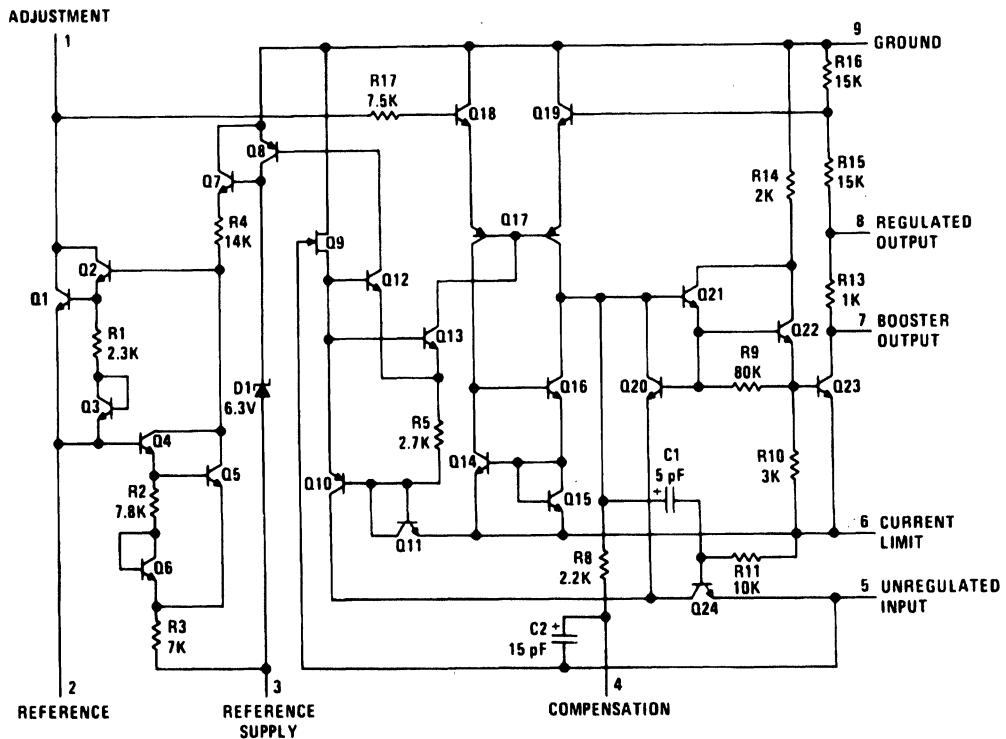 ADJUSTMENT
1
9
GROUND
R16
15K
R17
7.5K
Q18
Q19
Q8
R14
2K
R15
15K
Q7
Q17
8
REGULATED
OUTPUT
R4
14K
Q9
Q2
Q12
Q21
R13
1K
Q1
Q13
Q22
7
BOOSTER
OUTPUT
R1
2.3K
R9
80K
D1
6.3V
Q16
Q20
Q23
Q3
Q4
R5
2.7K
Q14
C1
5 pF
+
R10
3K
Q5
Q10
Q15
R2
7.8K
6
CURRENT
LIMIT
Q11
Q6
R8
2.2K
R11
10K
5
UNREGULATED
INPUT
Q24
R3
7K
C2
+
15 pF
2
REFERENCE
3
REFERENCE
SUPPLY
4
COMPENSATION